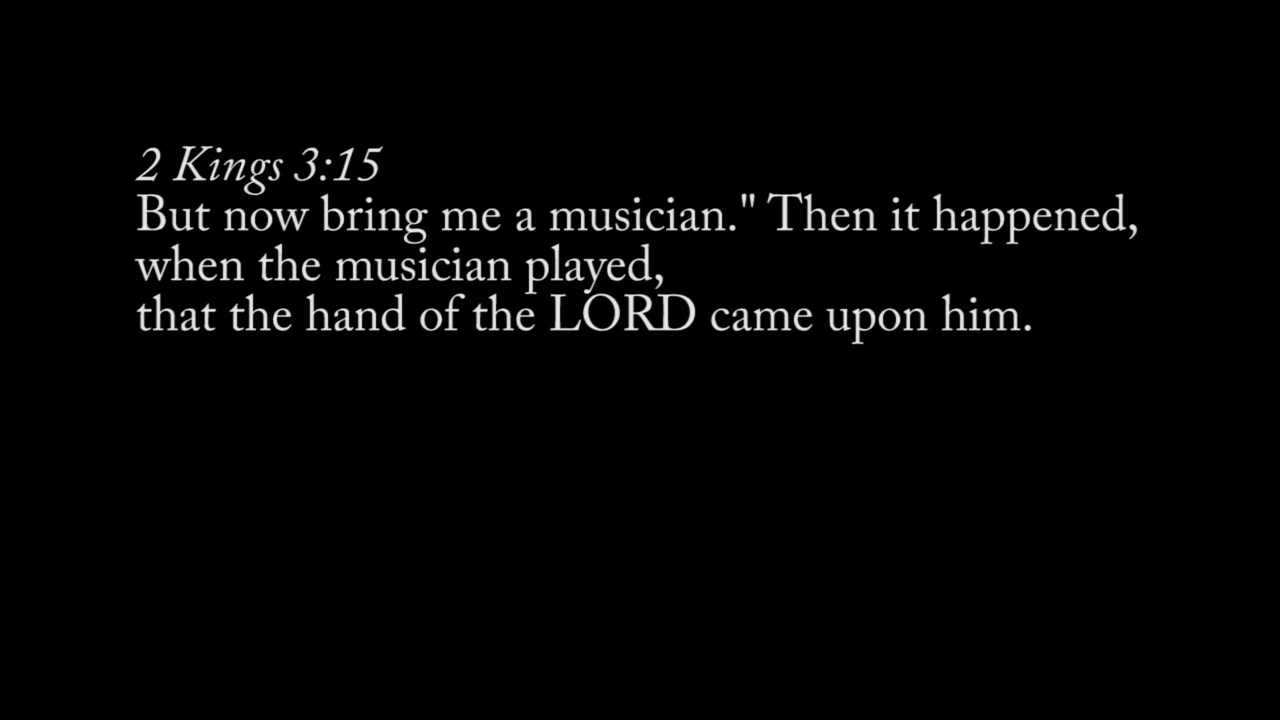 2 Kings 3:15
But now bring me a musician." Then it happened,
when the musician played,
that the hand of the LORD came upon him.